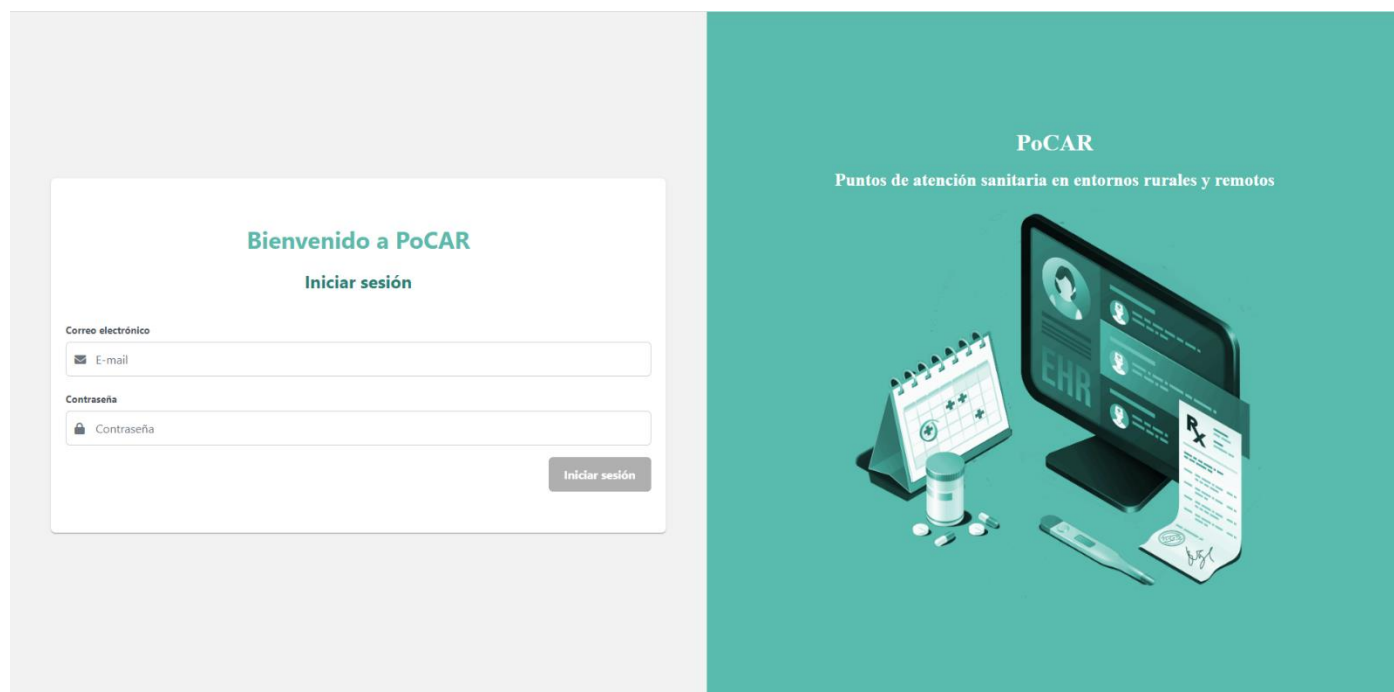 Bienvenido a PoCAR
Iniciar sesión
Correo electrónico
E-mail
Contraseña
Contraseña
Iniciar sesión
PoCAR
Puntos de atención sanitaria en entornos rurales y remotos
EHR
Rx